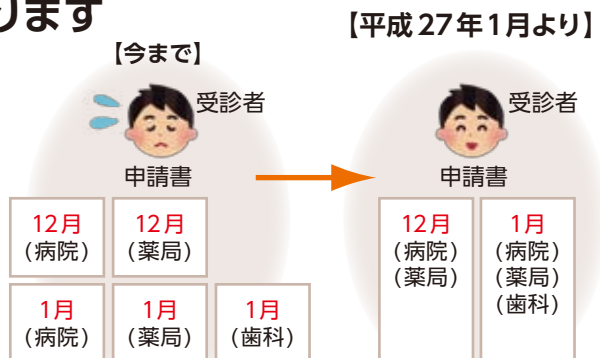 ります
【今まで】
受診者
申請書
12月
(病院)
12月
(薬局)
1月
(病院)
1月
(薬局)
1月
(歯科)
【平成27年1月より】
受診者
申請書
12月
(病院)
(薬局)
1月
(病院)
(薬局)
(歯科)